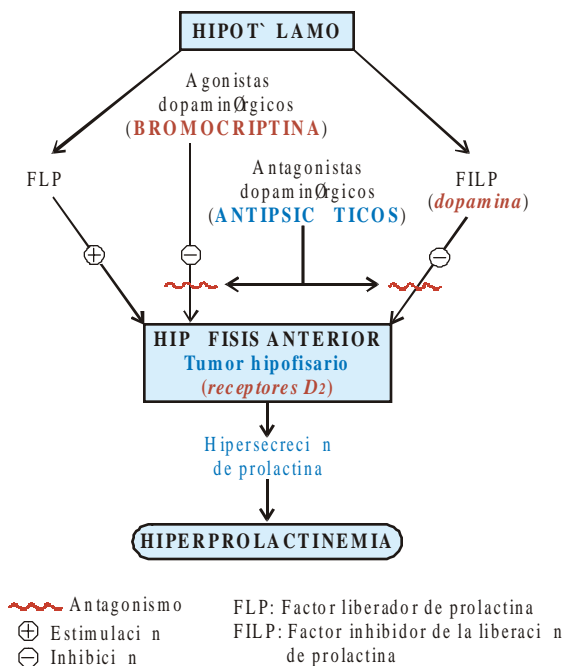 HIPOT` LAMO
Agonistas
dopaminØrgicos
(BROMOCRIPTINA)
FLP
Antagonistas
dopaminØrgicos
(ANTIPSIC TICOS)
FILP
(dopamina)
+
−
−
HIP FISIS ANTERIOR
Tumor hipofisario
(receptores D2)
Hipersecreci n
de prolactina
HIPERPROLACTINEMIA
Antagonismo
+ Estimulaci n
− Inhibici n
FLP: Factor liberador de prolactina
FILP: Factor inhibidor de la liberaci n
de prolactina